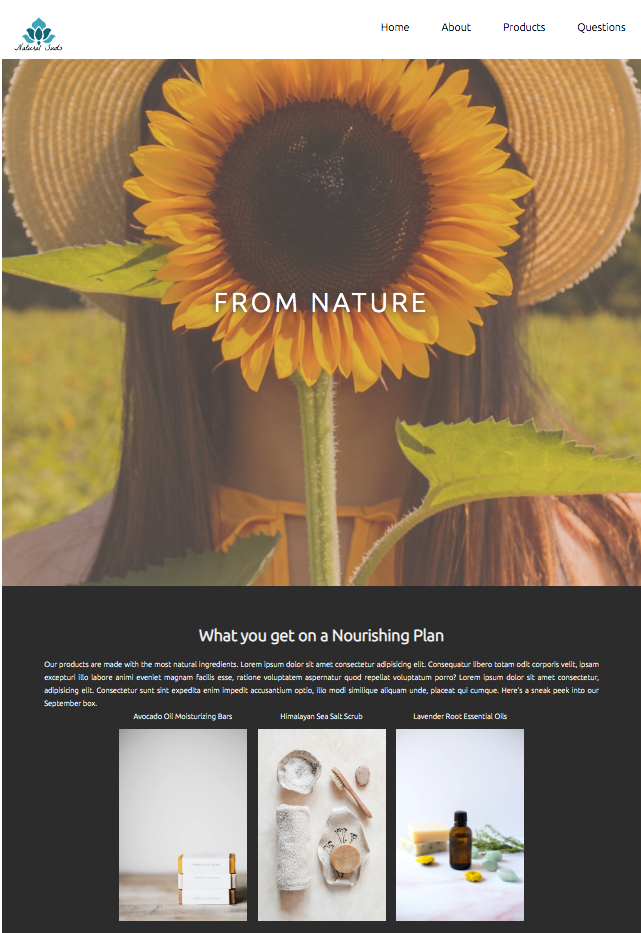 Natural Suds
Home About Products Questions
FROM NATURE
What you get on a Nourishing Plan
Our products are made with the most natural ingredients. Lorem ipsum dolor sit amet consectetur adipisicing elit. Consequatur libero totam odit corporis velit, ipsam
excepturi illo labore animi eveniet magnam facilis esse, ratione voluptatem aspernatur quod repellat voluptatum porro? Lorem ipsum dolor sit amet consectetur,
adipisicing elit. Consectetur sunt sint expedita enim impedit accusantium optio, illo modi similique aliquam unde, placeat qui cumque. Here's a sneak peek into our
September box.
Avocado Oil Moisturizing Bars Himalayan Sea Salt Scrub Lavender Root Essential Oils